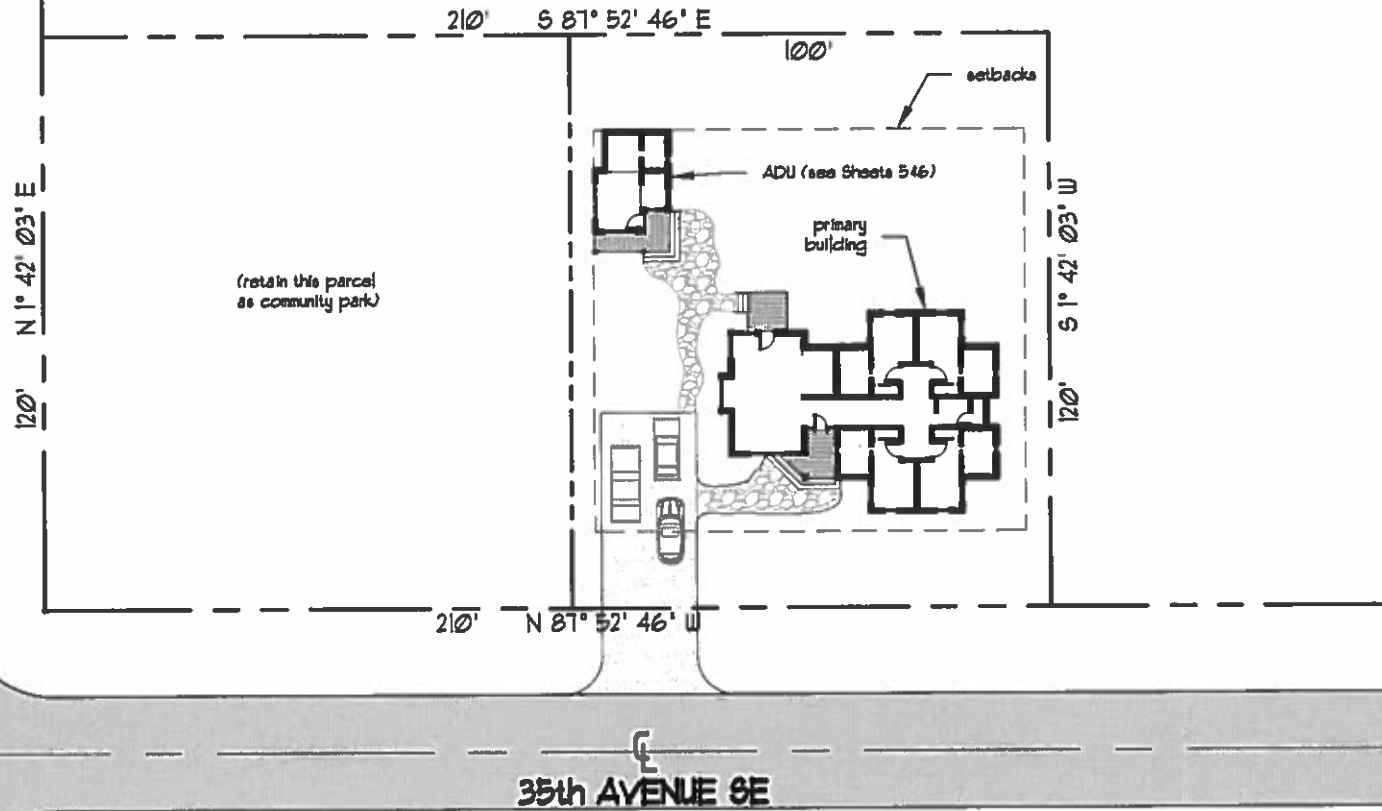 210' S 87° 52' 46" E
100'
setbacks
ADU (see Sheets 5&6)
primary
building
N 1° 42' 03" E
S 1° 42' 03" W
(retain this parcel
as community park)
120'
120'
210' N 87° 52' 46" W
℄
35th AVENUE SE